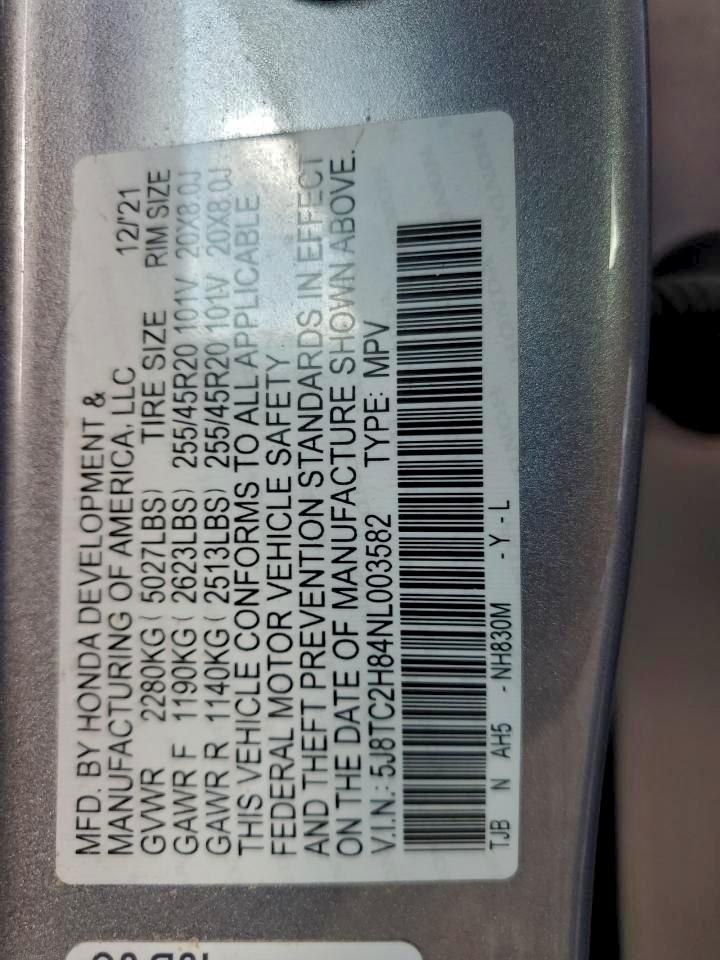 MFD. BY HONDA DEVELOPMENT &
MANUFACTURING OF AMERICA, LLC 12/'21
GVWR 2280KG ( 5027LBS) TIRE SIZE RIM SIZE
GAWR F 1190KG ( 2623LBS) 255/45R20 101V 20X8.0J
GAWR R 1140KG ( 2513LBS) 255/45R20 101V 20X8.0J
THIS VEHICLE CONFORMS TO ALL APPLICABLE
FEDERAL MOTOR VEHICLE SAFETY
AND THEFT PREVENTION STANDARDS IN EFFECT
ON THE DATE OF MANUFACTURE SHOWN ABOVE.
V.I.N.: 5J8TC2H84NL003582 TYPE: MPV
TJB N AH5 - NH830M - Y - L